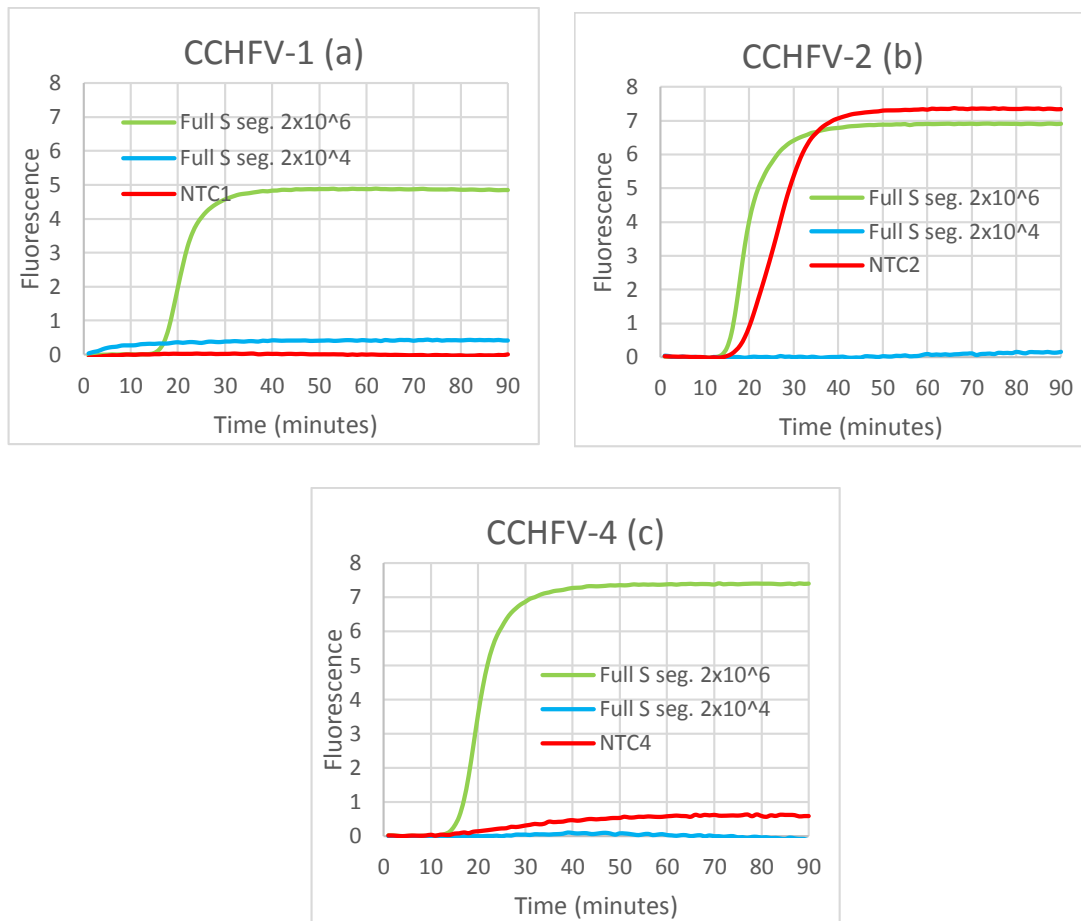 CCHFV-1 (a)
8
7
6
5
4
3
2
1
0
Fluorescence
Full S seg. 2x10^6
Full S seg. 2x10^4
NTC1
0 10 20 30 40 50 60 70 80 90
Time (minutes)
CCHFV-2 (b)
8
7
6
5
4
3
2
1
0
Fluorescence
Full S seg. 2x10^6
Full S seg. 2x10^4
NTC2
0 10 20 30 40 50 60 70 80 90
Time (minutes)
CCHFV-4 (c)
8
7
6
5
4
3
2
1
0
Fluorescence
Full S seg. 2x10^6
Full S seg. 2x10^4
NTC4
0 10 20 30 40 50 60 70 80 90
Time (minutes)